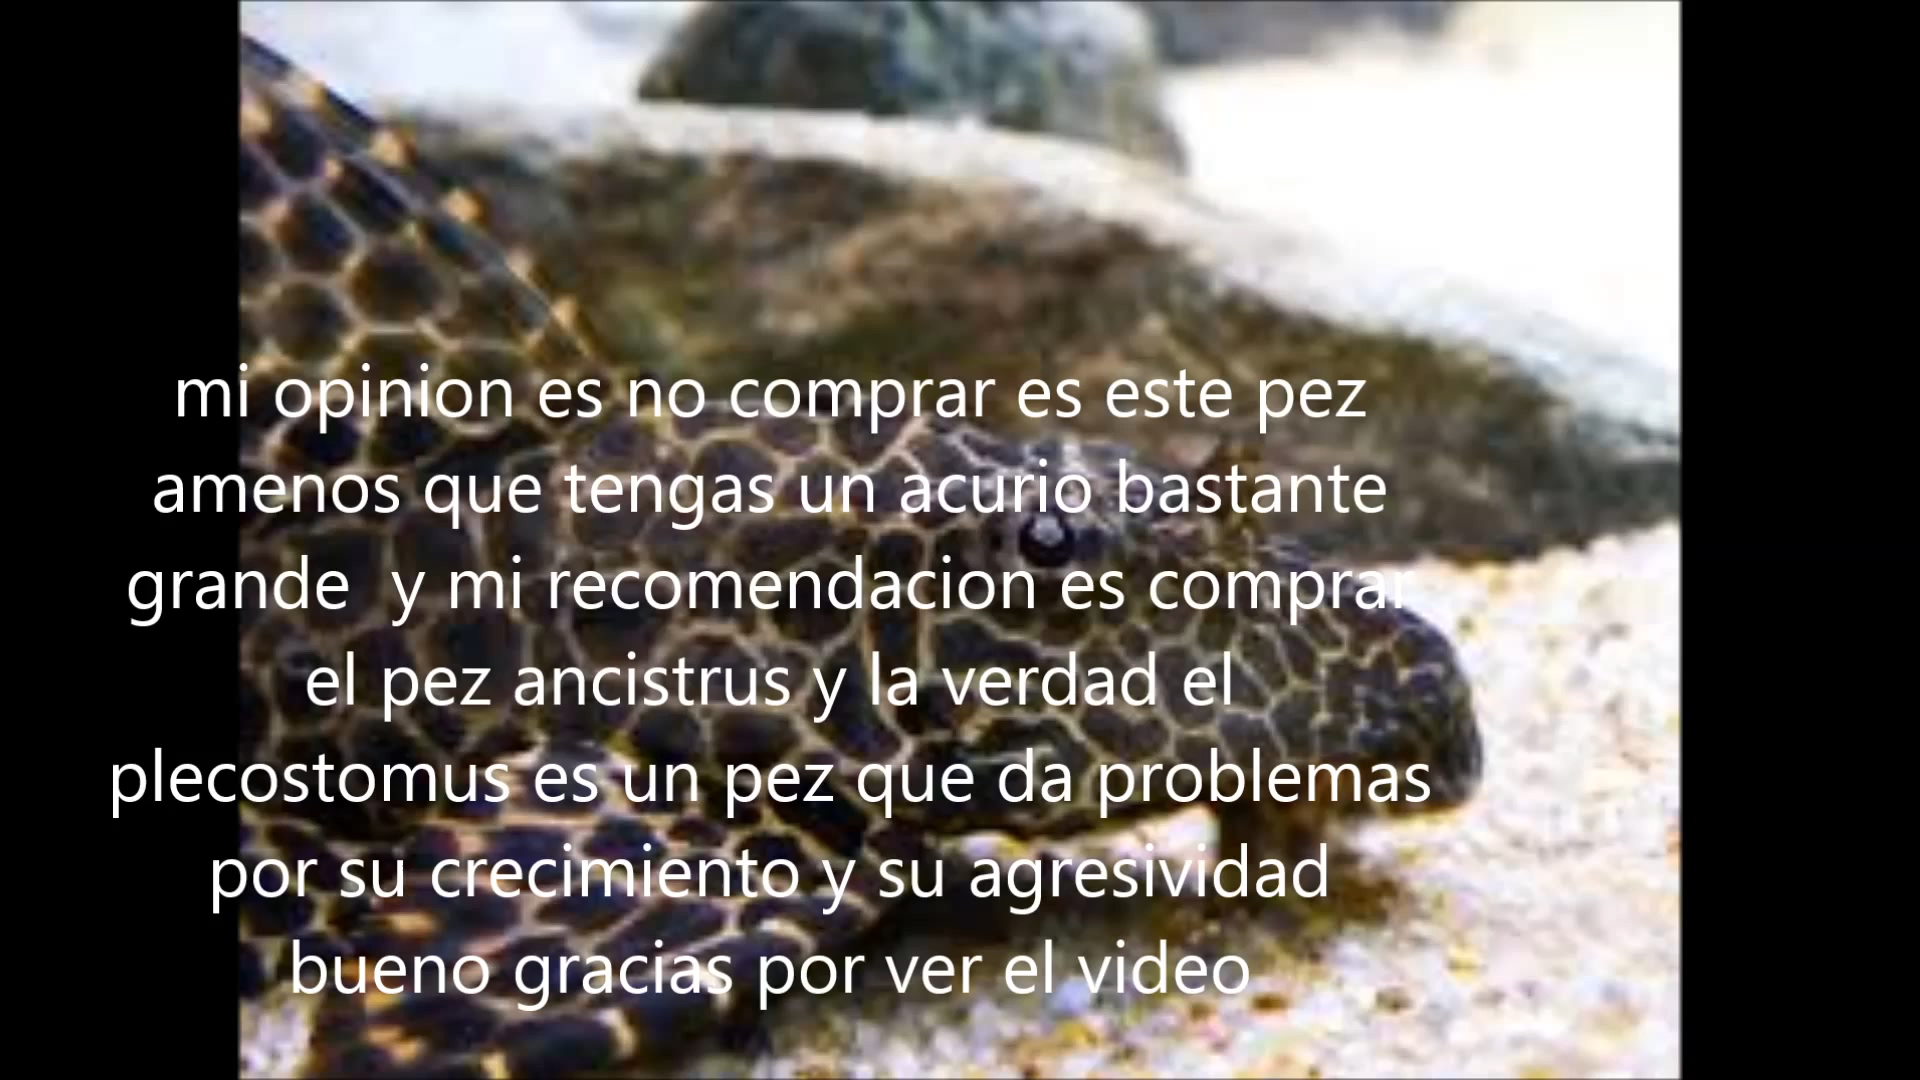 mi opinion es no comprar es este pez
amenos que tengas un acurio bastante
grande  y mi recomendacion es comprar
el pez ancistrus y la verdad el
plecostomus es un pez que da problemas
por su crecimiento y su agresividad
bueno gracias por ver el video